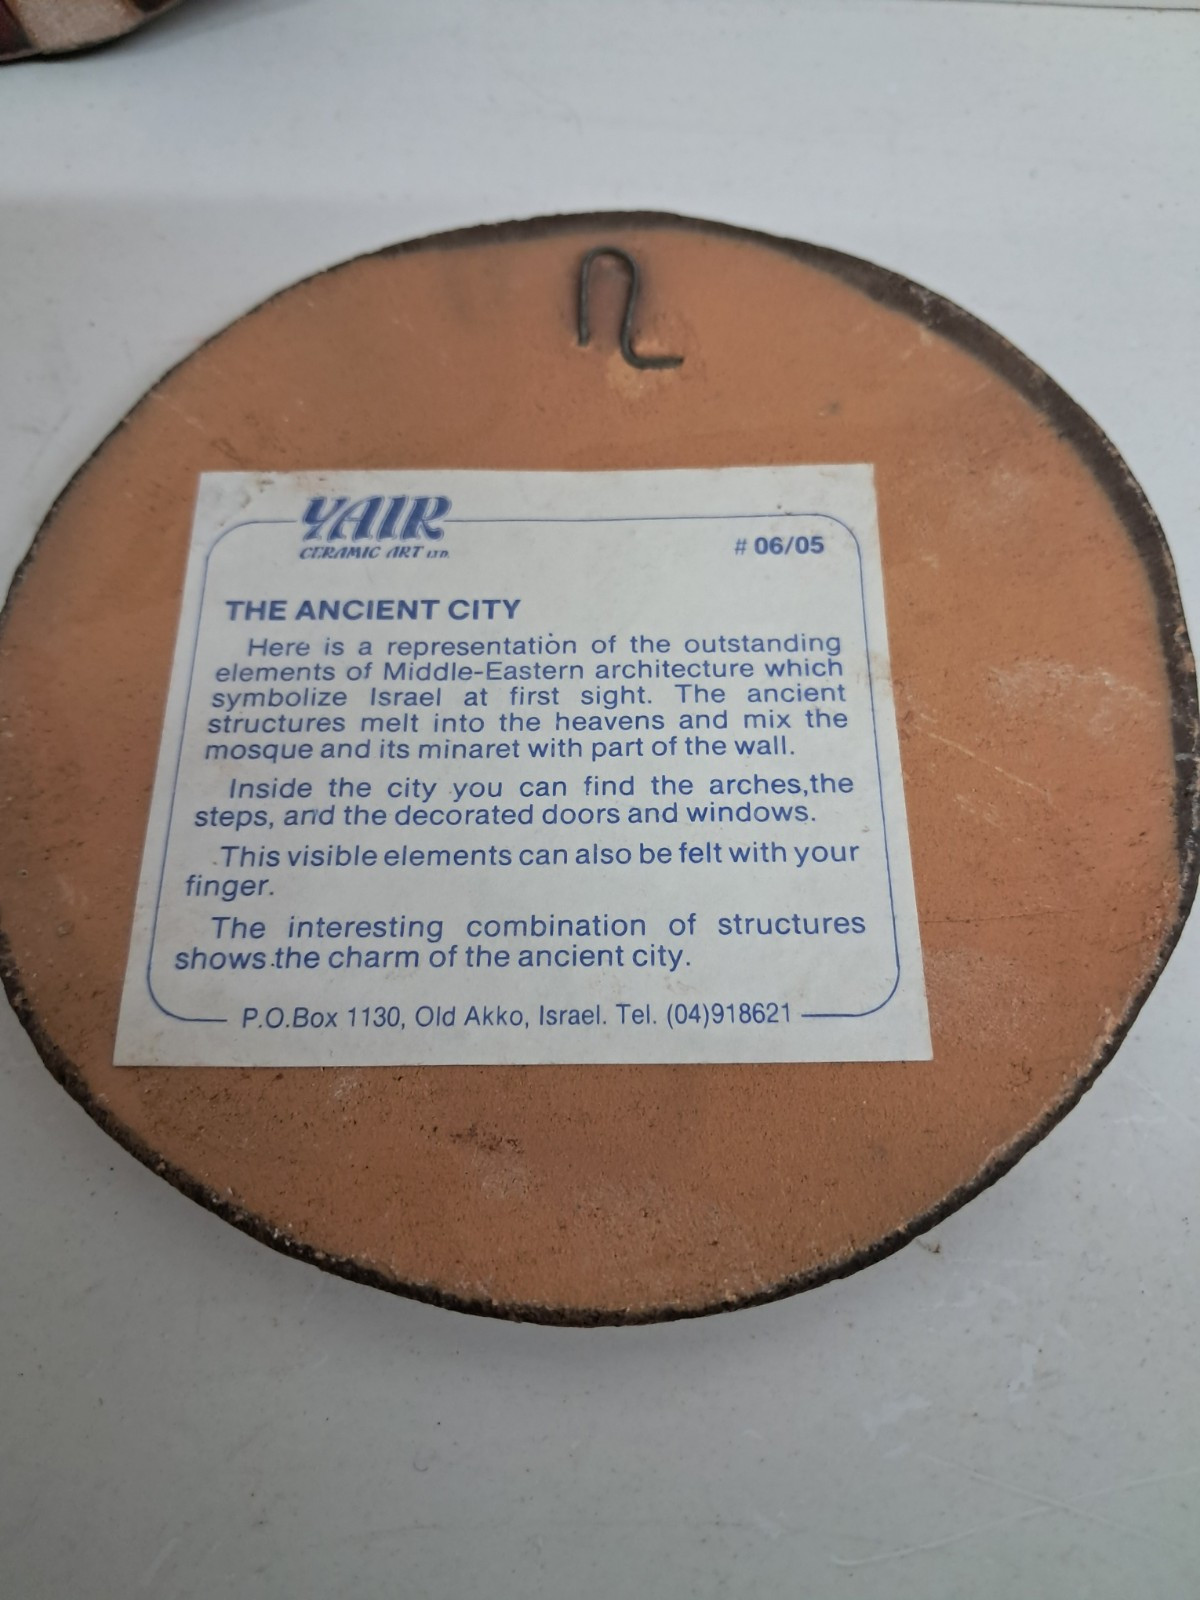 YAIR
CERAMIC ART LTD.
# 06/05
THE ANCIENT CITY
Here is a representation of the outstanding
elements of Middle-Eastern architecture which
symbolize Israel at first sight. The ancient
structures melt into the heavens and mix the
mosque and its minaret with part of the wall.
Inside the city you can find the arches,the
steps, and the decorated doors and windows.
This visible elements can also be felt with your
finger.
The interesting combination of structures
shows the charm of the ancient city.
P.O.Box 1130, Old Akko, Israel. Tel. (04)918621